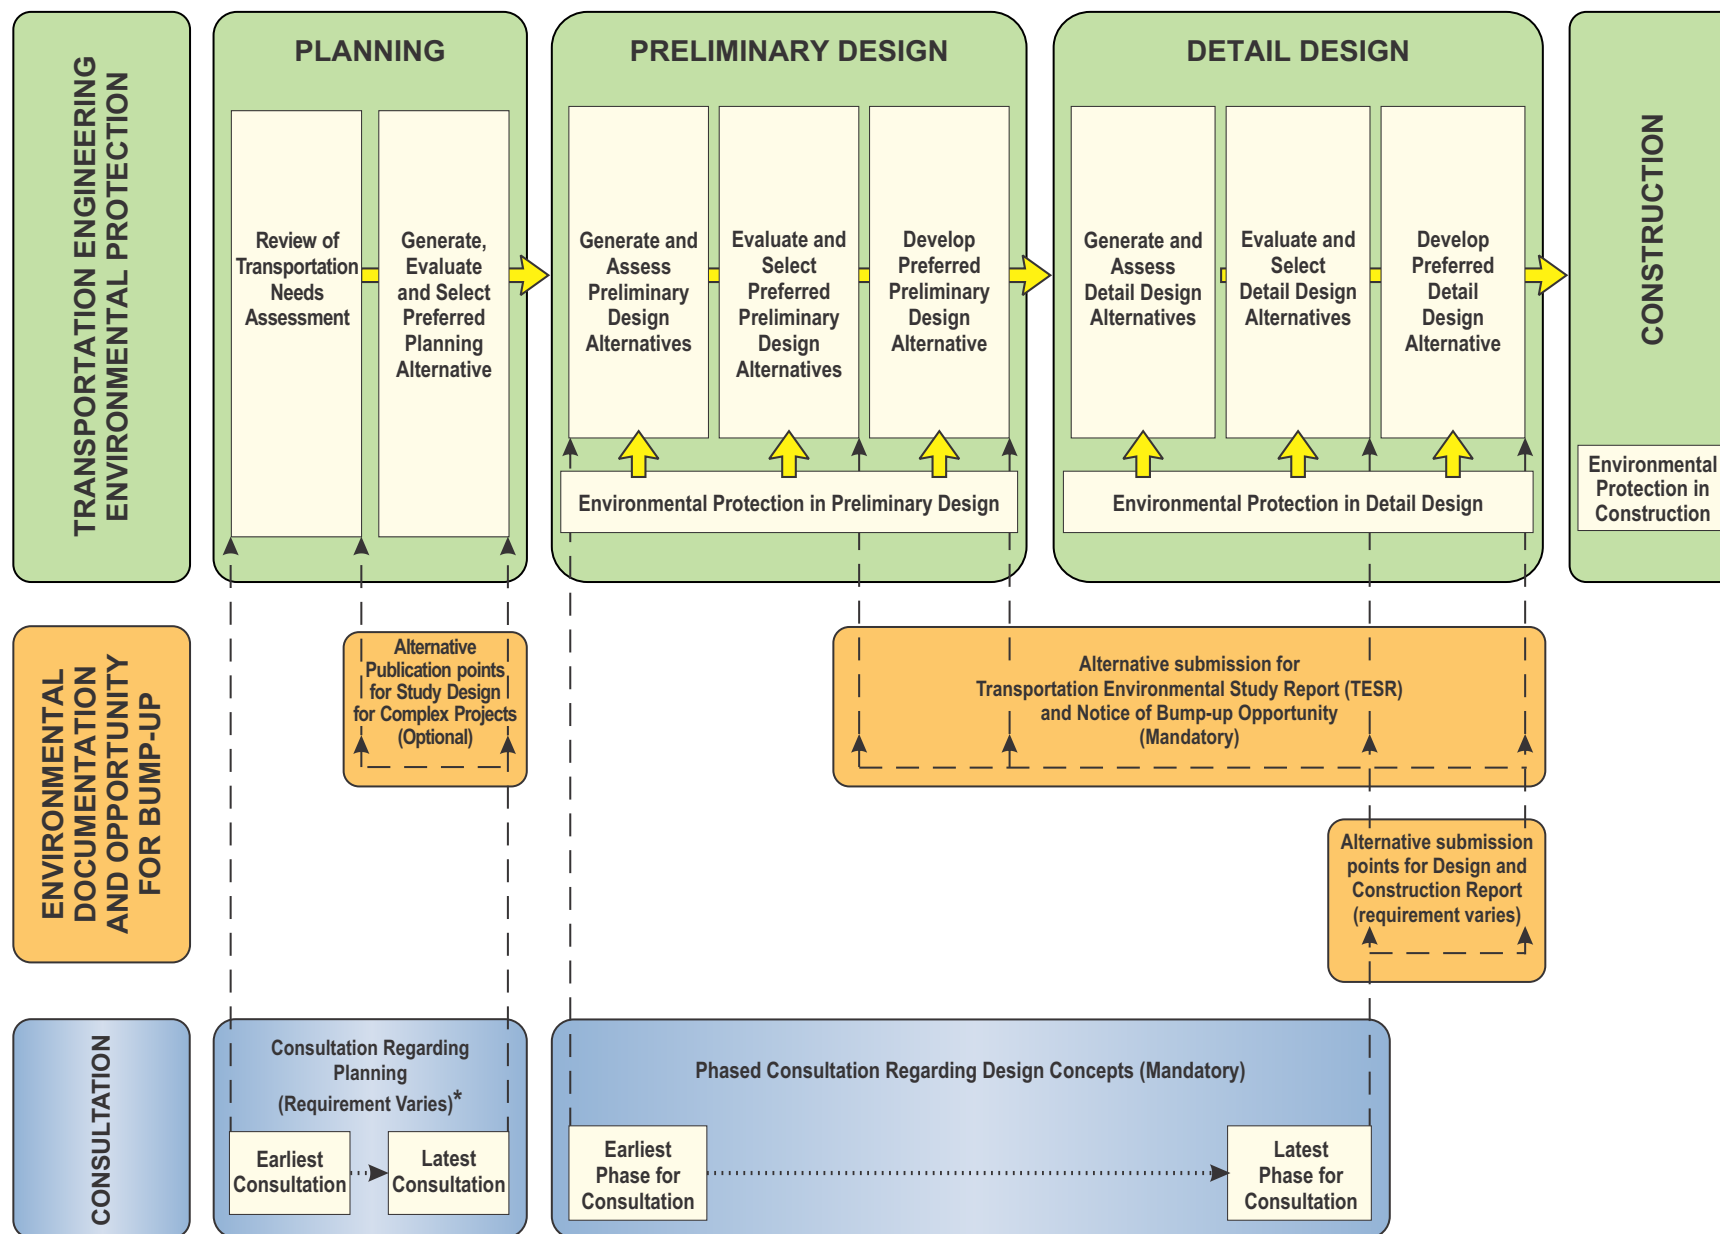 TRANSPORTATION ENGINEERING
ENVIRONMENTAL PROTECTION
PLANNING
Review of
Transportation
Needs
Assessment
Generate,
Evaluate
and Select
Preferred
Planning
Alternative
PRELIMINARY DESIGN
Generate and
Assess
Preliminary
Design
Alternatives
Evaluate and
Select
Preferred
Preliminary
Design
Alternatives
Develop
Preferred
Preliminary
Design
Alternative
Environmental Protection in Preliminary Design
DETAIL DESIGN
Generate and
Assess
Detail Design
Alternatives
Evaluate and
Select
Detail Design
Alternatives
Develop
Preferred
Detail
Design
Alternative
Environmental Protection in Detail Design
CONSTRUCTION
Environmental
Protection in
Construction
ENVIRONMENTAL
DOCUMENTATION
AND OPPORTUNITY
FOR BUMP-UP
Alternative
Publication points
for Study Design
for Complex Projects
(Optional)
Alternative submission for
Transportation Environmental Study Report (TESR)
and Notice of Bump-up Opportunity
(Mandatory)
Alternative submission
points for Design and
Construction Report
(requirement varies)
CONSULTATION
Consultation Regarding
Planning
(Requirement Varies)*
Earliest
Consultation
Latest
Consultation
Phased Consultation Regarding Design Concepts (Mandatory)
Earliest
Phase for
Consultation
Latest
Phase for
Consultation